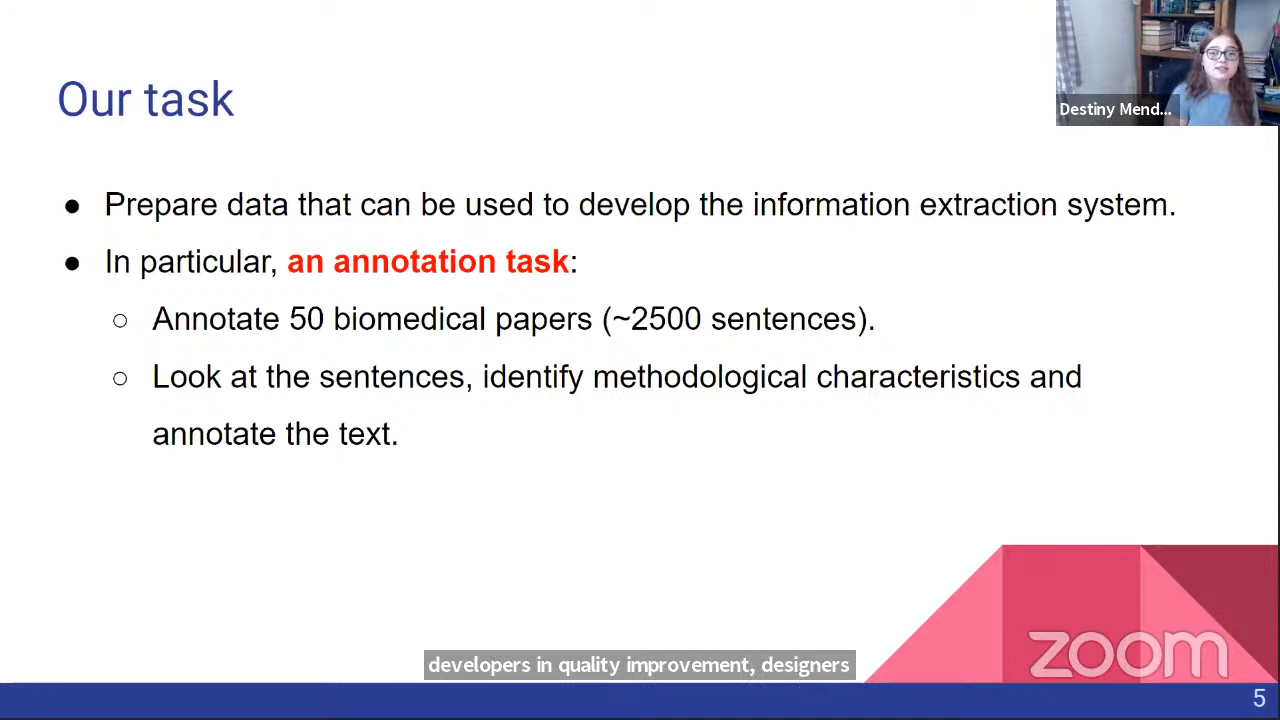 Our task
Destiny Mend...
● Prepare data that can be used to develop the information extraction system.
● In particular, an annotation task:
○ Annotate 50 biomedical papers (~2500 sentences).
○ Look at the sentences, identify methodological characteristics and
annotate the text.
zoom
developers in quality improvement, designers
5